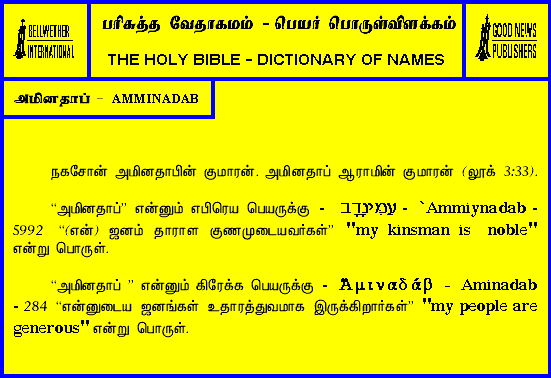 BELLWETHER
INTERNATIONAL
பரிசுத்த வேதாகமம் - பெயர் பொருள்விளக்கம்
THE HOLY BIBLE - DICTIONARY OF NAMES
GOOD NEWS
PUBLISHERS
அமினதாப் - AMMINADAB
நகசோன் அமினதாபின் குமாரன். அமினதாப் ஆராமின் குமாரன் (லூக் 3:33).
“அமினதாப்” என்னும் எபிரெய பெயருக்கு - עַמִּינָדָב - `Ammiynadab -
5992 “(என்) ஜனம் தாராள குணமுடையவர்கள்” "my kinsman is noble"
என்று பொருள்.
“அமினதாப் ” என்னும் கிரேக்க பெயருக்கு - Ἀμιναδάβ - Aminadab
- 284 “என்னுடைய ஜனங்கள் உதாரத்துவமாக இருக்கிறார்கள்” "my people are
generous" என்று பொருள்.